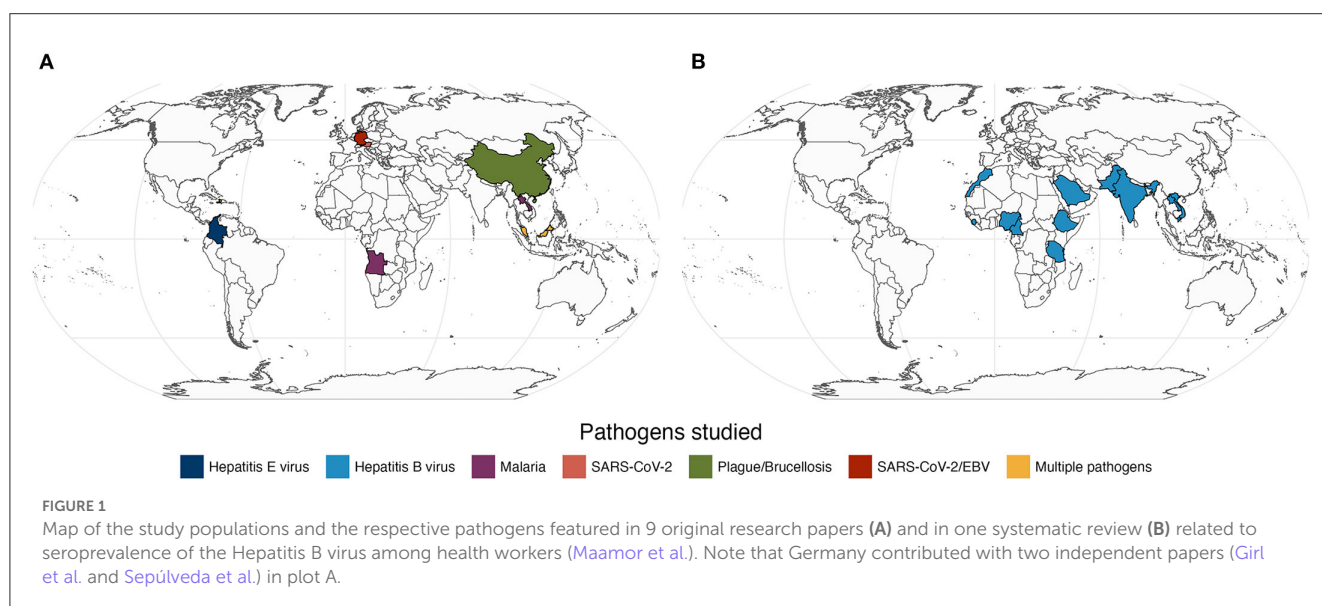 A
B
Pathogens studied
Hepatitis E virus Hepatitis B virus Malaria SARS-CoV-2 Plague/Brucellosis SARS-CoV-2/EBV Multiple pathogens
FIGURE 1
Map of the study populations and the respective pathogens featured in 9 original research papers (A) and in one systematic review (B) related to
seroprevalence of the Hepatitis B virus among health workers (Maamor et al.). Note that Germany contributed with two independent papers (Girl
et al. and Sepúlveda et al.) in plot A.